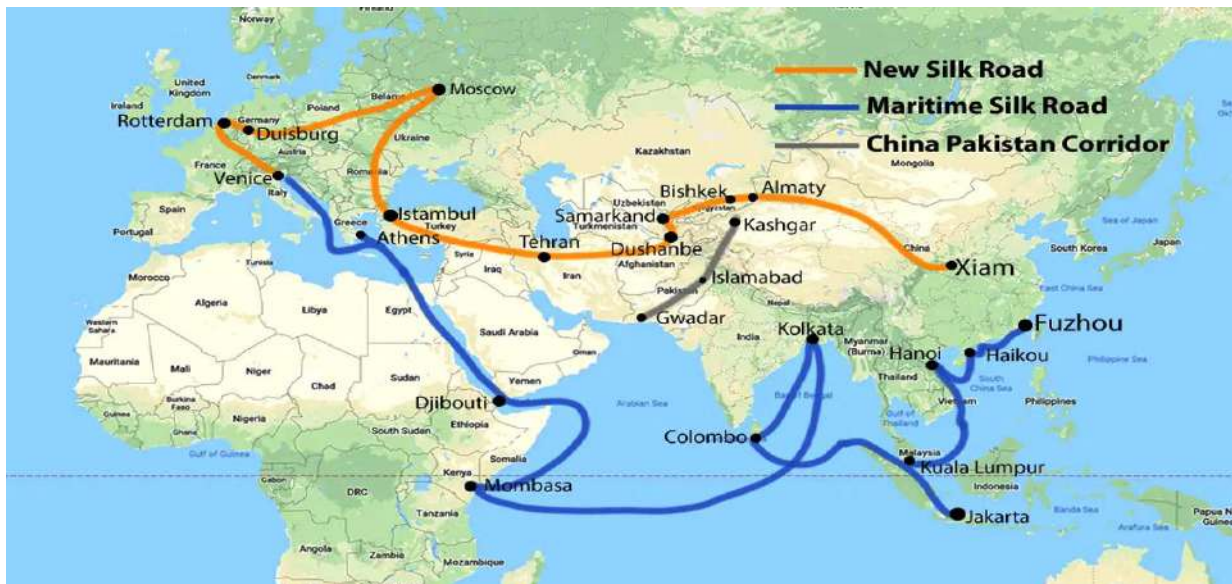 Norway
New Silk Road
Maritime Silk Road
China Pakistan Corridor
United
Kingdom
Denmark
Ireland
Moscow
Belarus
Poland
Rotterdam
Germany
Duisburg
Ukraine
Austria
France
Kazakhstan
Mongolia
Romania
Venice
Italy
Bishkek
Almaty
Uzbekistan
Spain
Portugal
Istambul
Greece
Turkey
Samarkand
Turkmenistan
Kashgar
Sea of Japan
South Korea
Japan
Athens
Tehran
Dushanbe
China
Syria
Iraq
Iran
Afghanistan
Xiam
Tunisia
Morocco
Islamabad
Pakistan
Nepal
East China Sea
Algeria
Libya
Egypt
Gwadar
Western
Sahara
Saudi Arabia
Oman
India
Kolkata
Myanmar
(Burma)
Fuzhou
Hanoi
Haikou
Philippine Sea
Mauritania
Mali
Niger
Chad
Sudan
Yemen
Thailand
South
China Sea
Arabian Sea
Bay of Bengal
Vietnam
Philippines
Burkina
Faso
Guinea
Nigeria
Djibouti
Gulf of
Thailand
Ghana
Ethiopia
South Sudan
Colombo
Gulf of Guinea
Somalia
Malaysia
Kuala Lumpur
Kenya
Gabon
DRC
Mombasa
Indonesia
Tanzania
Jakarta
Banda Sea
Papua New
Guinea
Arafura Sea
Angola
Zambia
Mozambique